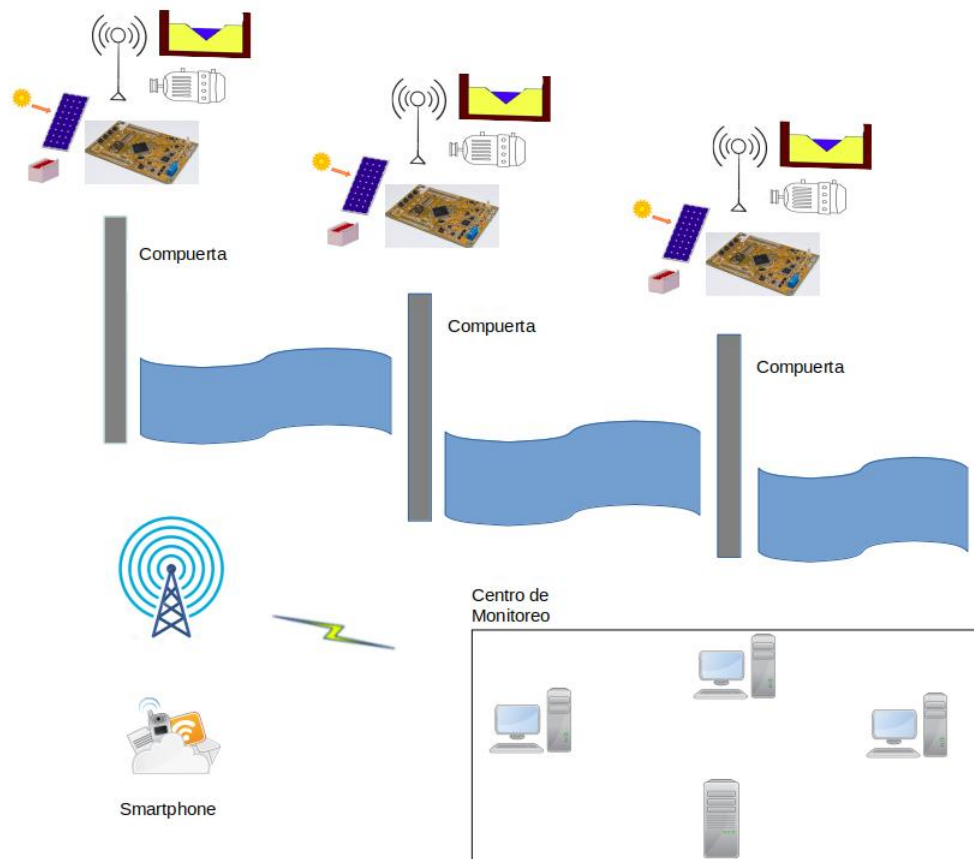 Compuerta
Compuerta
Compuerta
Centro de
Monitoreo
Smartphone